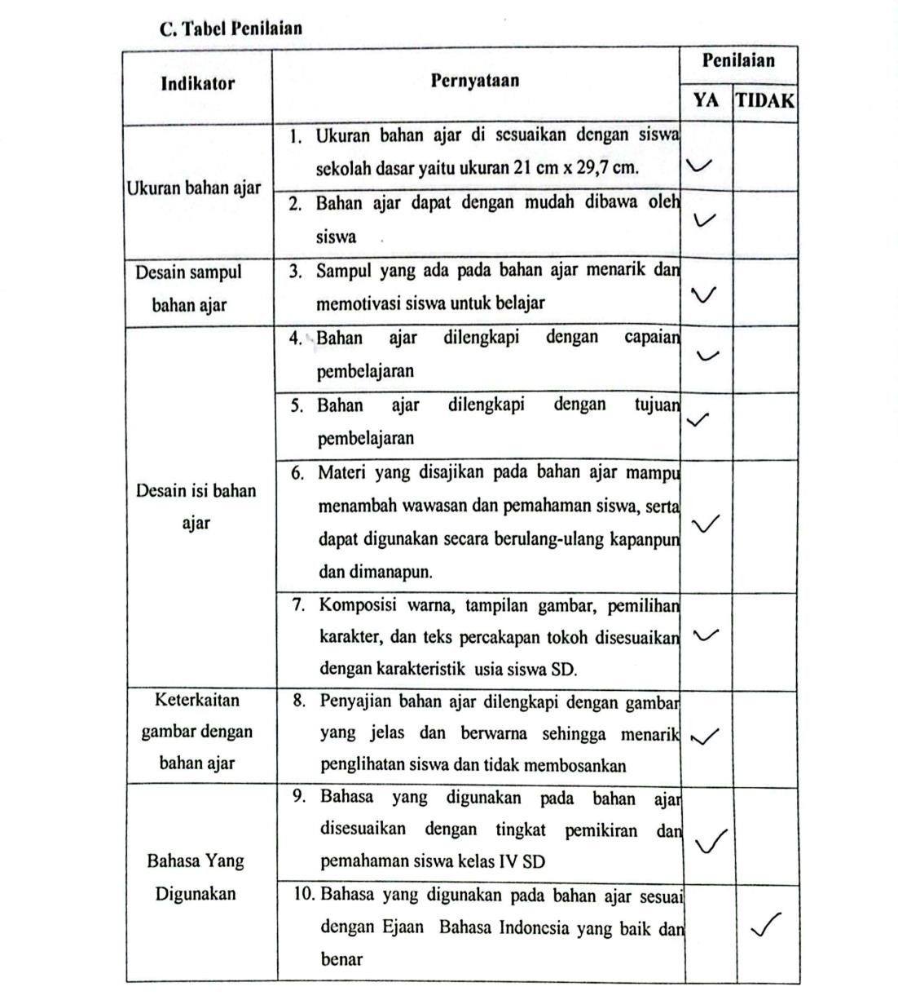 C. Tabel Penilaian
Indikator
Pernyataan
Penilaian
YA
TIDAK
Ukuran bahan ajar
1. Ukuran bahan ajar di sesuaikan dengan siswa
sekolah dasar yaitu ukuran 21 cm x 29,7 cm.
✓
2. Bahan ajar dapat dengan mudah dibawa oleh
siswa
✓
Desain sampul
bahan ajar
3. Sampul yang ada pada bahan ajar menarik dan
memotivasi siswa untuk belajar
✓
Desain isi bahan
ajar
4. Bahan ajar dilengkapi dengan capaian
pembelajaran
✓
5. Bahan ajar dilengkapi dengan tujuan
pembelajaran
✓
6. Materi yang disajikan pada bahan ajar mampu
menambah wawasan dan pemahaman siswa, serta
dapat digunakan secara berulang-ulang kapanpun
dan dimanapun.
✓
7. Komposisi warna, tampilan gambar, pemilihan
karakter, dan teks percakapan tokoh disesuaikan
dengan karakteristik usia siswa SD.
✓
Keterkaitan
gambar dengan
bahan ajar
8. Penyajian bahan ajar dilengkapi dengan gambar
yang jelas dan berwarna sehingga menarik
penglihatan siswa dan tidak membosankan
✓
Bahasa Yang
Digunakan
9. Bahasa yang digunakan pada bahan ajar
disesuaikan dengan tingkat pemikiran dan
pemahaman siswa kelas IV SD
✓
10. Bahasa yang digunakan pada bahan ajar sesuai
dengan Ejaan Bahasa Indonesia yang baik dan
benar
✓